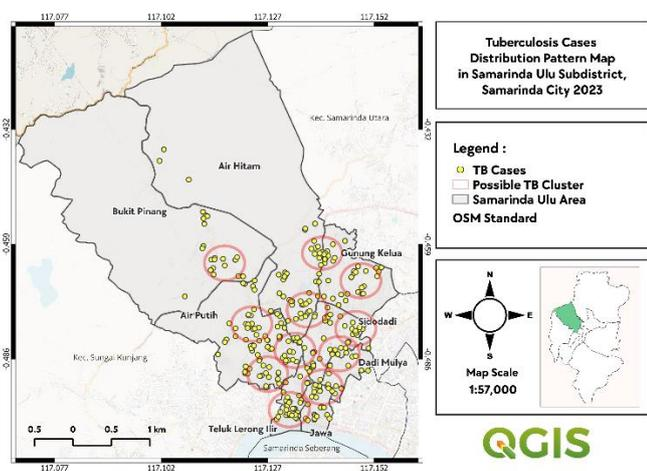 117.077 117.102 117.127 117.152
Tuberculosis Cases
Distribution Pattern Map
in Samarinda Ulu Subdistrict,
Samarinda City 2023
-0.432
-0.432
Kec. Samarinda Utara
Air Hitam
Bukit Pinang
Legend :
TB Cases
Possible TB Cluster
Samarinda Ulu Area
OSM Standard
-0.459
-0.459
Gunung Kelua
Air Putih
Sidodadi
Kec. Sungai Kunjang
Dadi Mulya
-0.486
-0.486
N
W E
S
Map Scale
1:57,000
0.5 0 0.5 1 km
Teluk Lerong Ilir
Jawa
Samarinda Seberang
117.077 117.102 117.127 117.152
QGIS